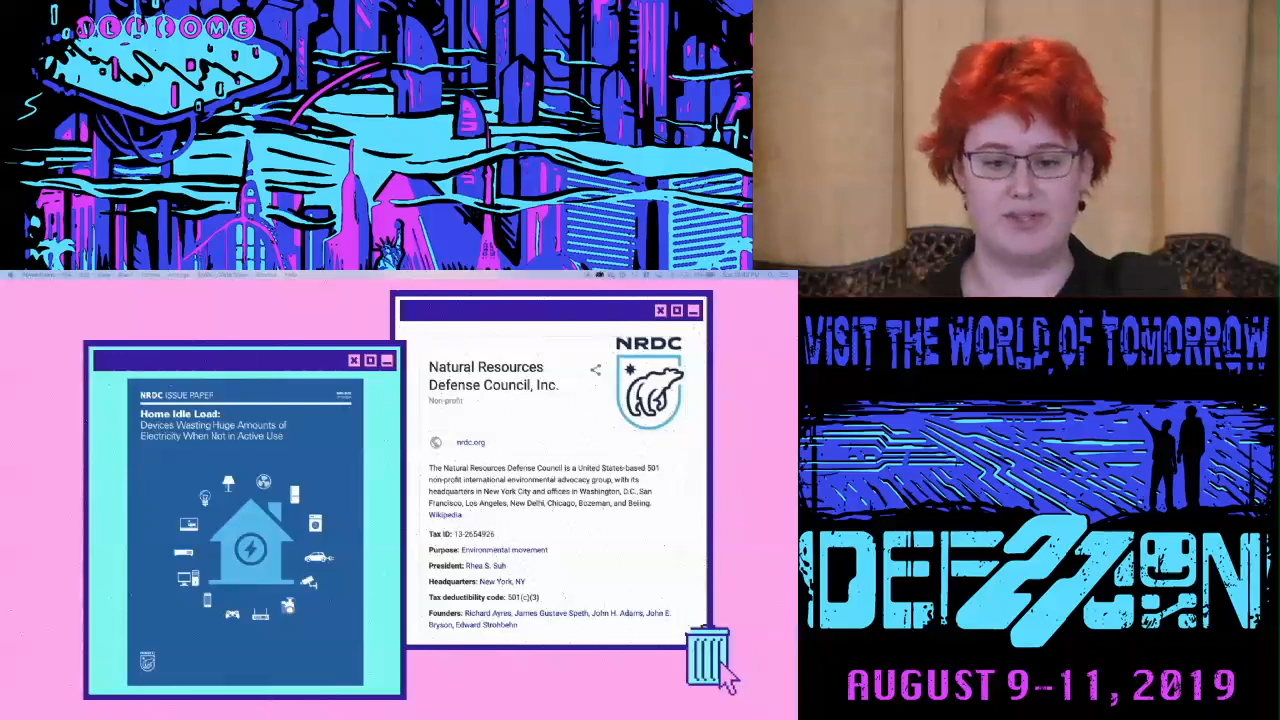 WELCOME
NRDC ISSUE PAPER
Home Idle Load:
Devices Wasting Huge Amounts of
Electricity When Not in Active Use
NRDC
Natural Resources
Defense Council, Inc.
Non-profit
nrdc.org
The Natural Resources Defense Council is a United States-based 501
non-profit international environmental advocacy group, with its
headquarters in New York City and offices in Washington, D.C., San
Francisco, Los Angeles, New Delhi, Chicago, Bozeman, and Beijing.
Wikipedia
Tax ID: 13-2654926
Purpose: Environmental movement
President: Rhea S. Suh
Headquarters: New York, NY
Tax deductibility code: 501(c)(3)
Founders: Richard Ayres, James Gustave Speth, John H. Adams, John E.
Bryson, Edward Strohbehn
VISIT THE WORLD OF TOMORROW
DEF CON
AUGUST 9-11, 2019